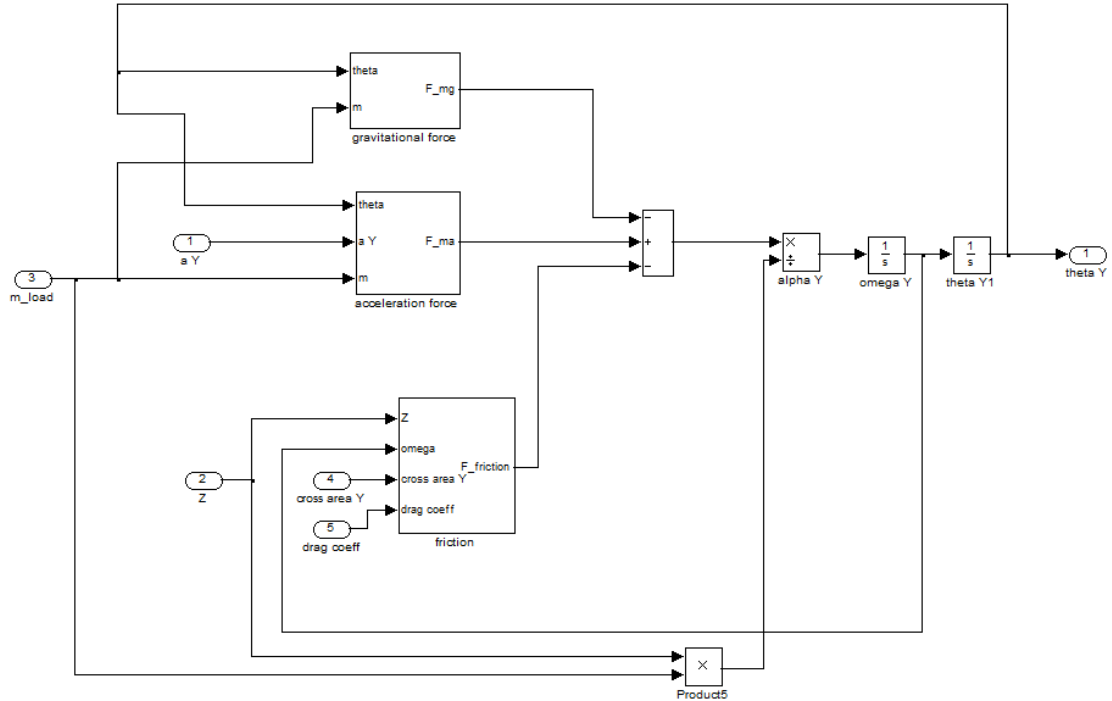 theta
F_mg
m
gravitational force
theta
1
a Y
F_ma
a Y
m
acceleration force
3
m_load
−
+
−
×
÷
alpha Y
1
s
omega Y
1
s
theta Y1
1
theta Y
Z
omega
F_friction
cross area Y
drag coeff
friction
2
Z
4
cross area Y
5
drag coeff
×
Product5